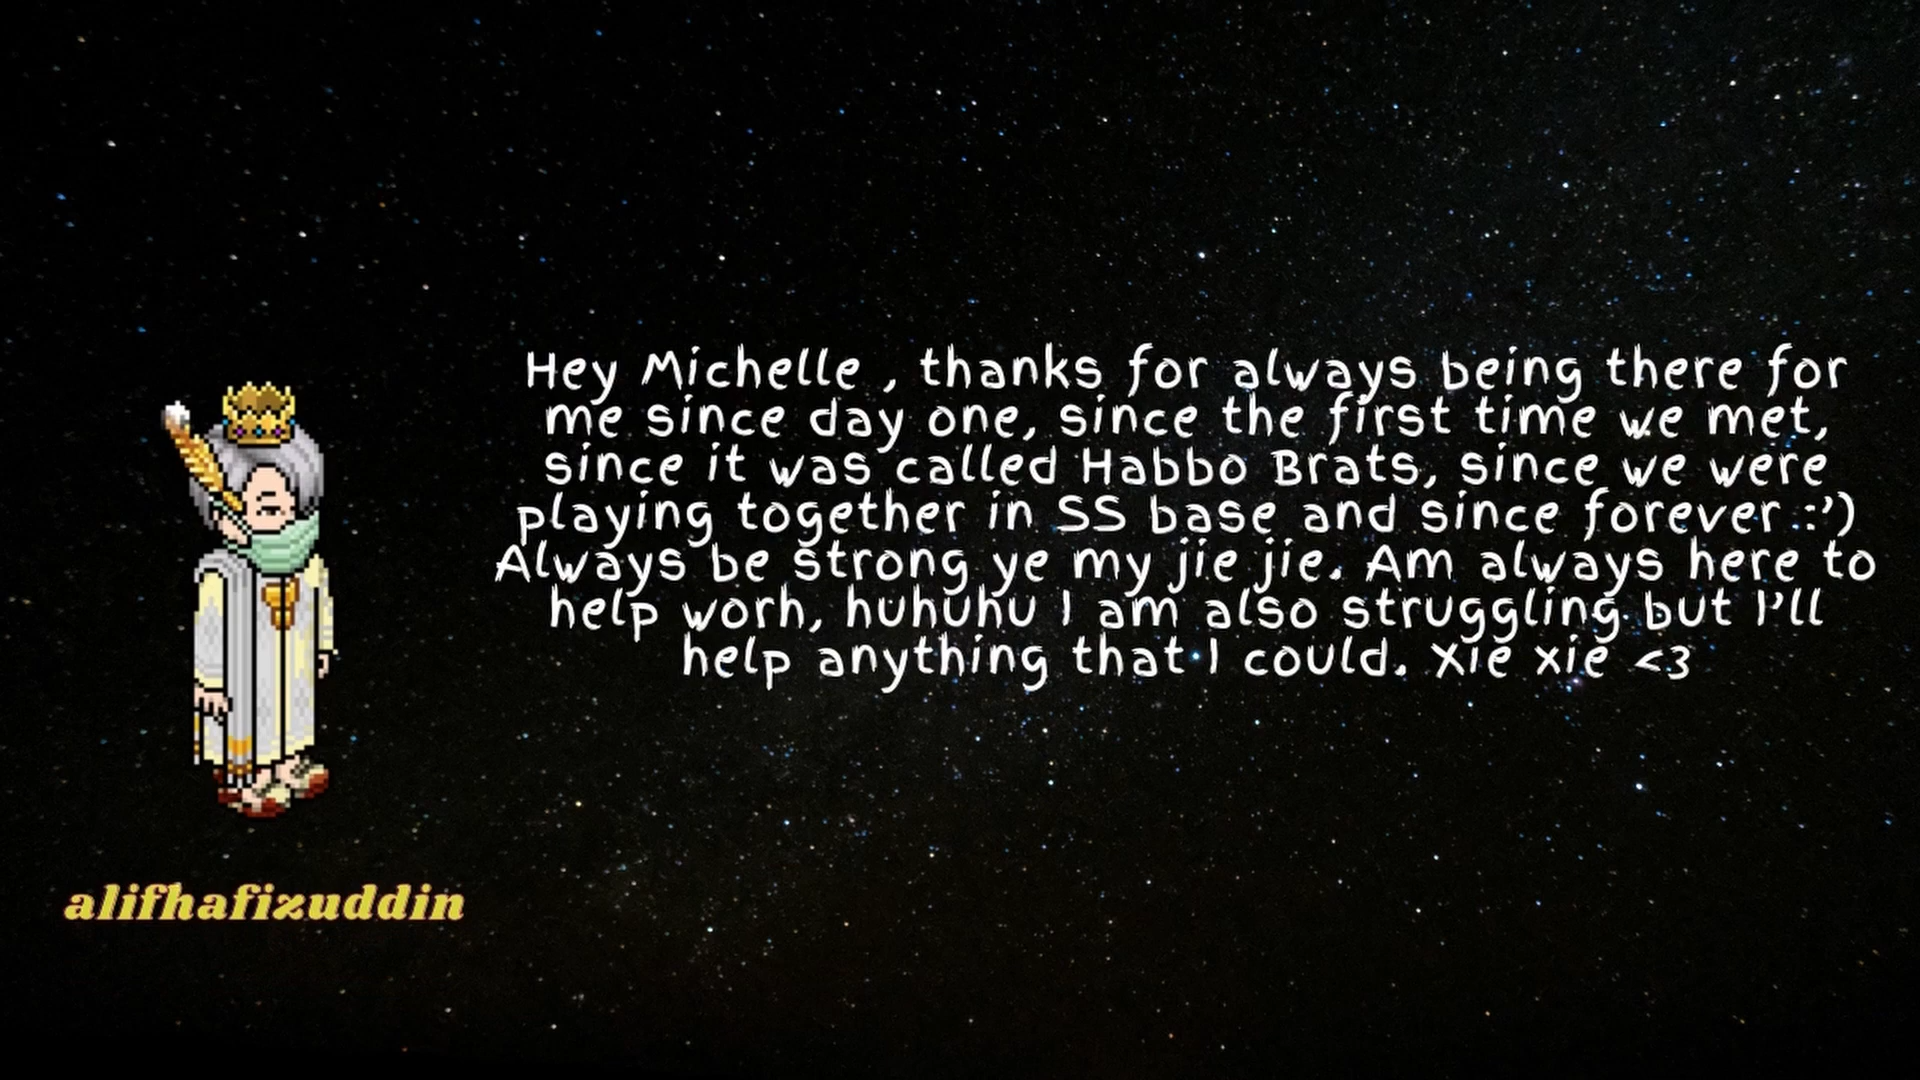 Hey Michelle , thanks for always being there for
me since day one, since the first time we met,
since it was called Habbo Brats, since we were
playing together in SS base and since forever :')
Always be strong ye my jie jie. Am always here to
help worh, huhuhu I am also struggling but I'll
help anything that I could. Xie xie <3
alifhafizuddin